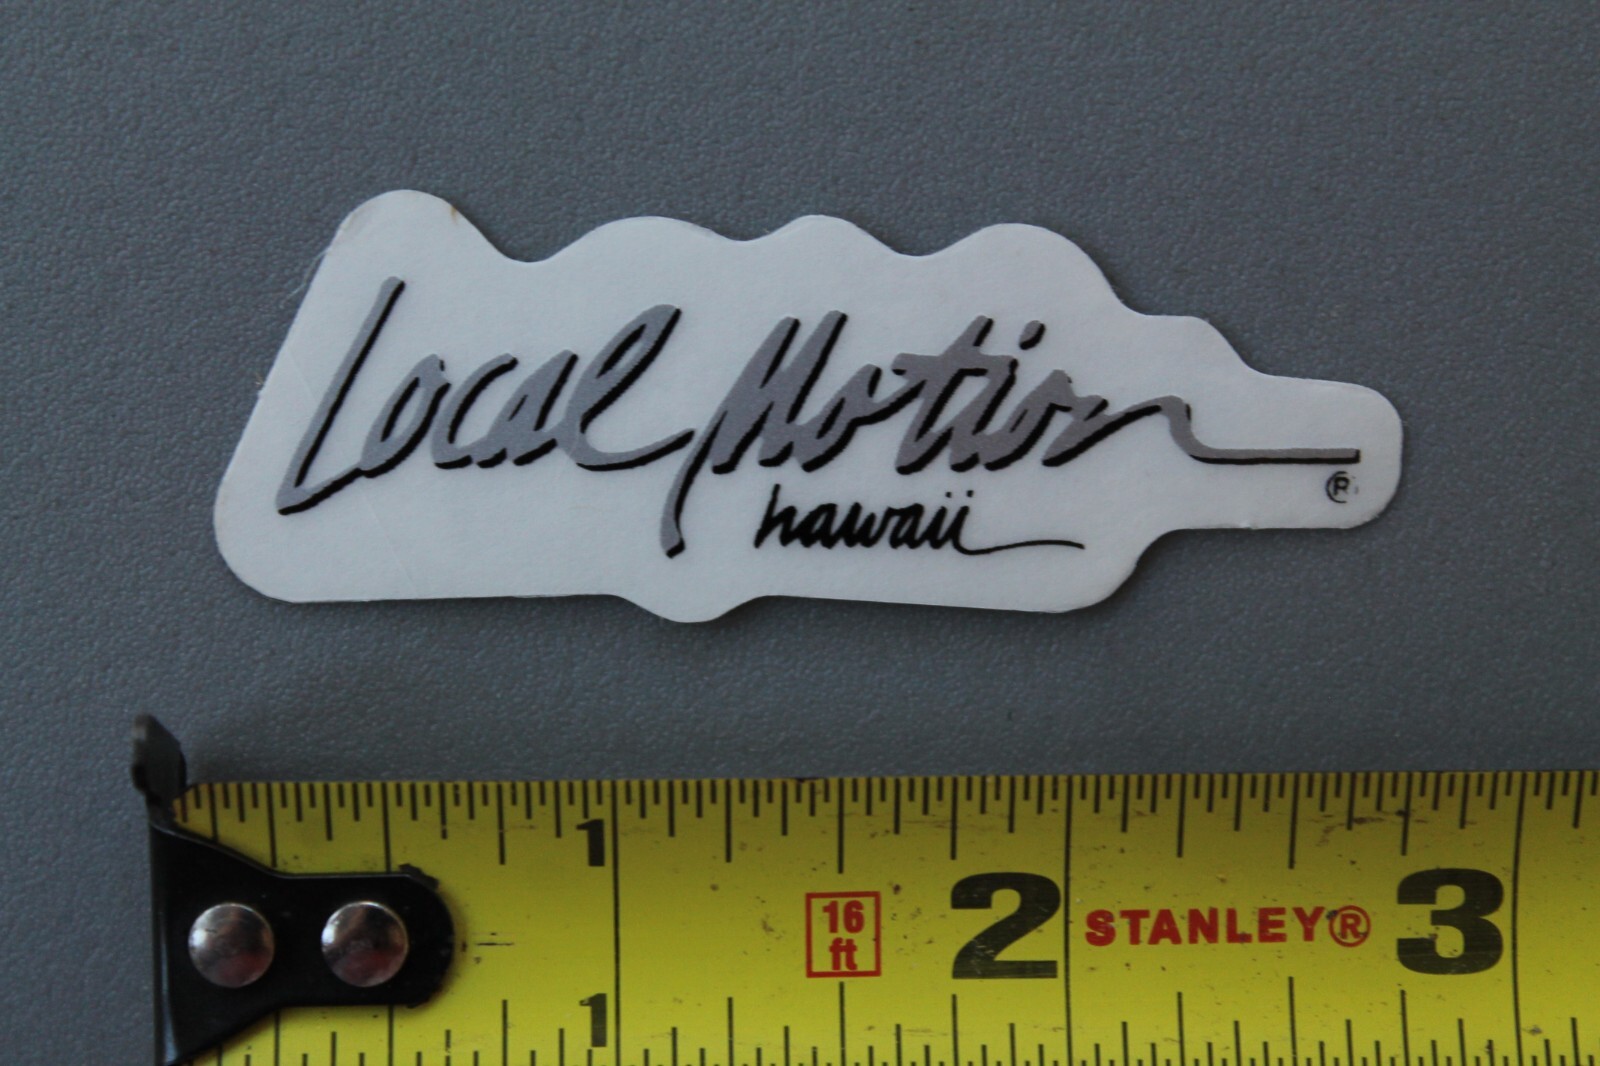 Local Motion
®
hawaii
1
16
ft
2
STANLEY®
3
1